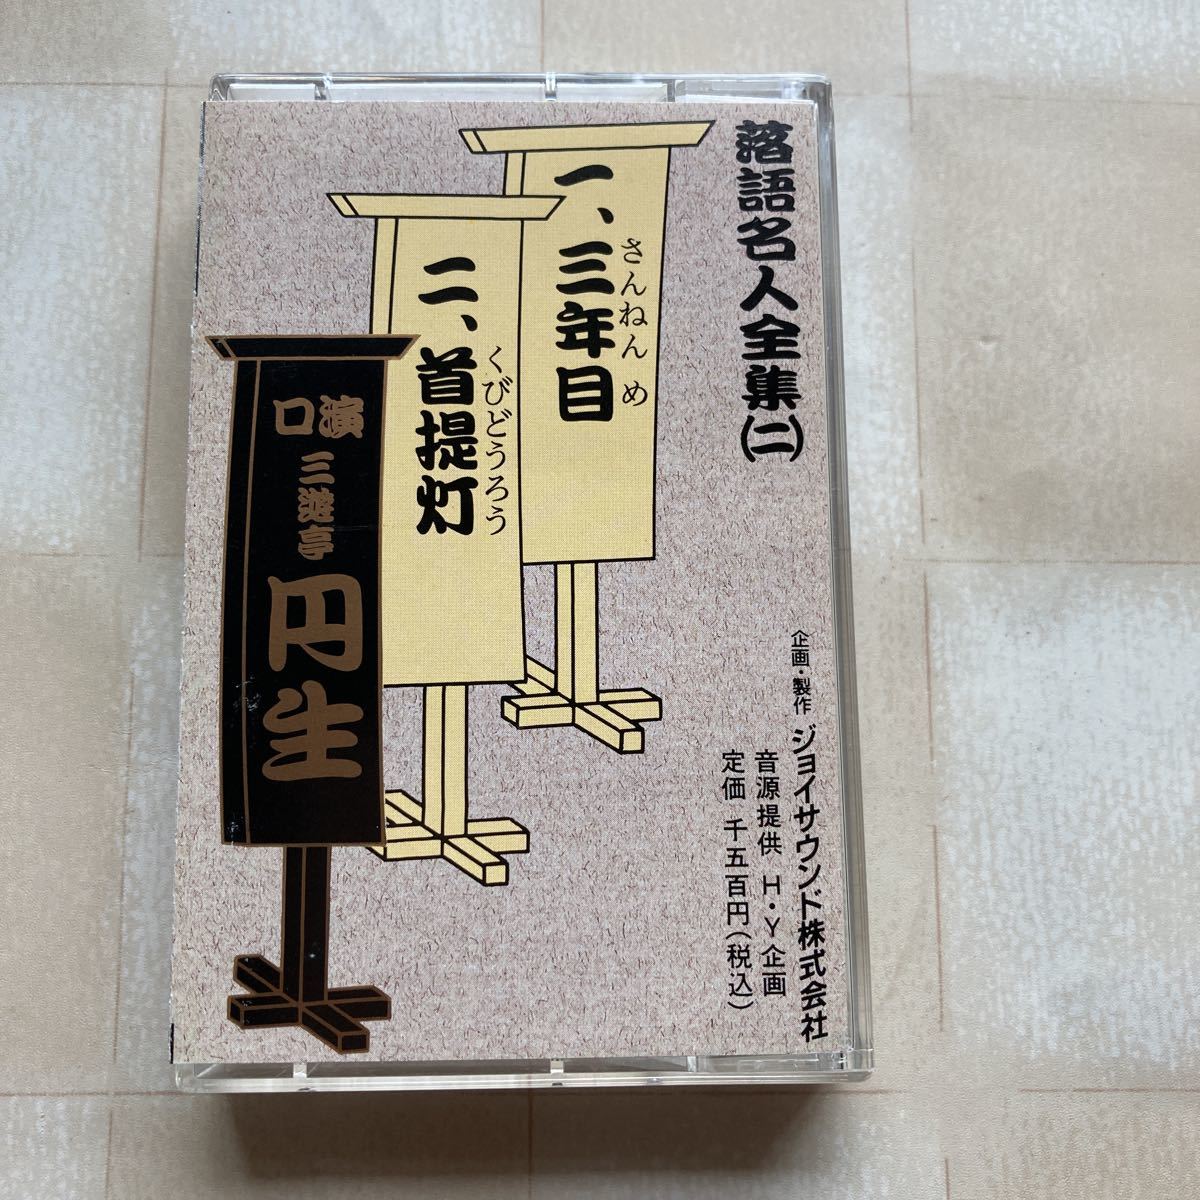 落語名人全集(二)
一、三年目
さんねんめ
二、首提灯
くびどうろう
口演
三遊亭
円生
企画・製作 ジョイサウンド株式会社
音源提供 H・Y企画
定価 千五百円(税込)